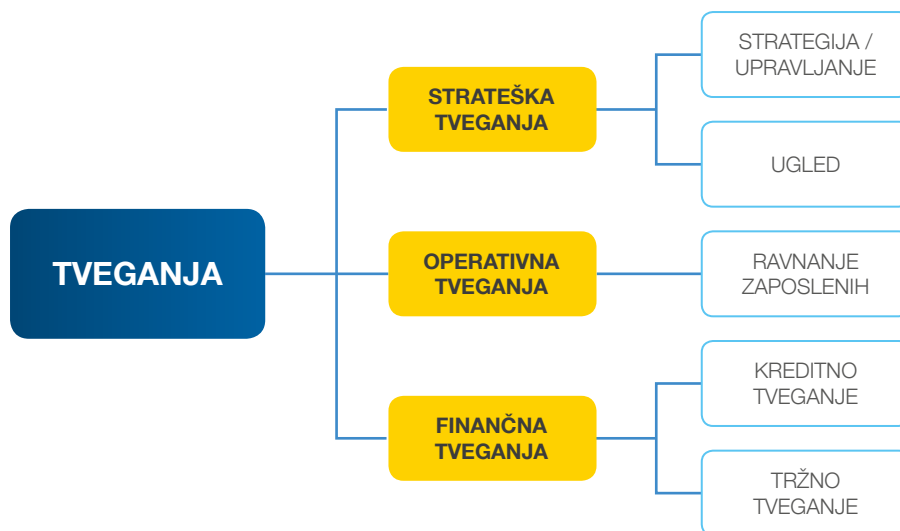 TVEGANJA
STRATEŠKA
TVEGANJA
STRATEGIJA /
UPRAVLJANJE
UGLED
OPERATIVNA
TVEGANJA
RAVNANJE
ZAPOSLENIH
FINANČNA
TVEGANJA
KREDITNO
TVEGANJE
TRŽNO
TVEGANJE